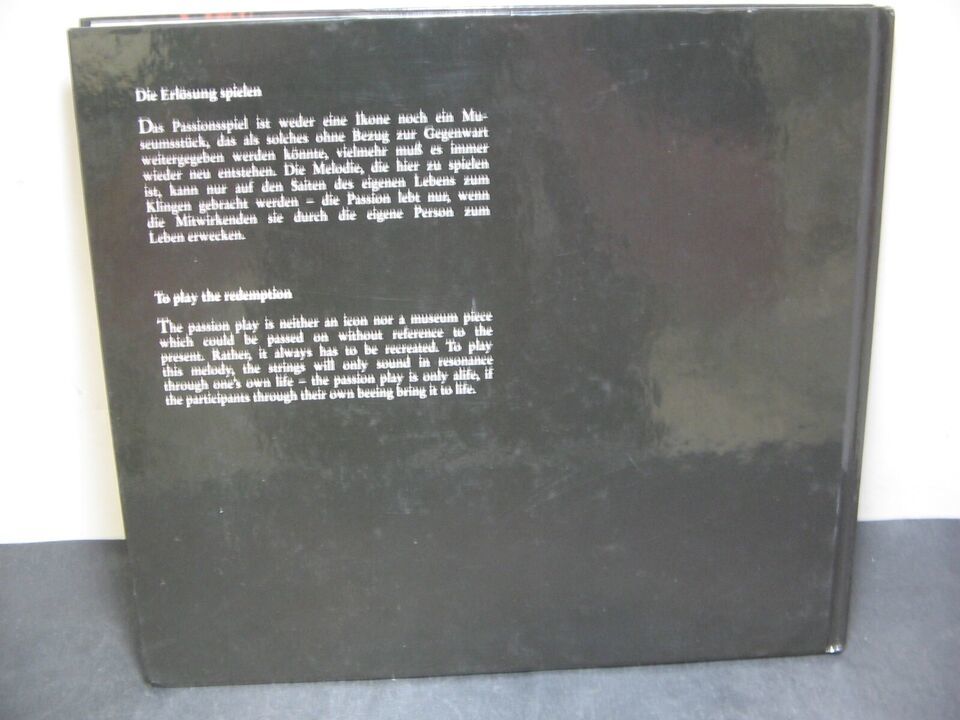 Die Erlösung spielen
Das Passionsspiel ist weder eine Ikone noch ein Mu-
seumsstück, das als solches ohne Bezug zur Gegenwart
weitergegeben werden könnte, vielmehr muß es immer
wieder neu entstehen. Die Melodie, die hier zu spielen
ist, kann nur auf den Saiten des eigenen Lebens zum
Klingen gebracht werden – die Passion lebt nur, wenn
die Mitwirkenden sie durch die eigene Person zum
Leben erwecken.
To play the redemption
The passion play is neither an icon nor a museum piece
which could be passed on without reference to the
present. Rather, it always has to be recreated. To play
this melody, the strings will only sound in resonance
through one's own life – the passion play is only alife, if
the participants through their own beeing bring it to life.